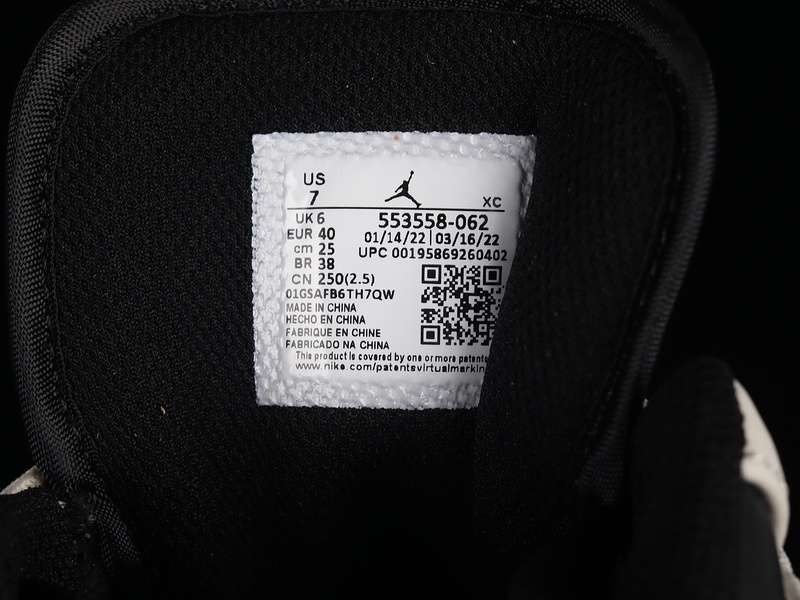 US
7
XC
UK 6
553558-062
EUR 40
01/14/22 | 03/16/22
cm 25
UPC 00195869260402
BR 38
CN 250(2.5)
01GSAFB6TH7QW
MADE IN CHINA
HECHO EN CHINA
FABRIQUE EN CHINE
FABRICADO NA CHINA
This product is covered by one or more patents
www.nike.com/patentsvirtualmarkin